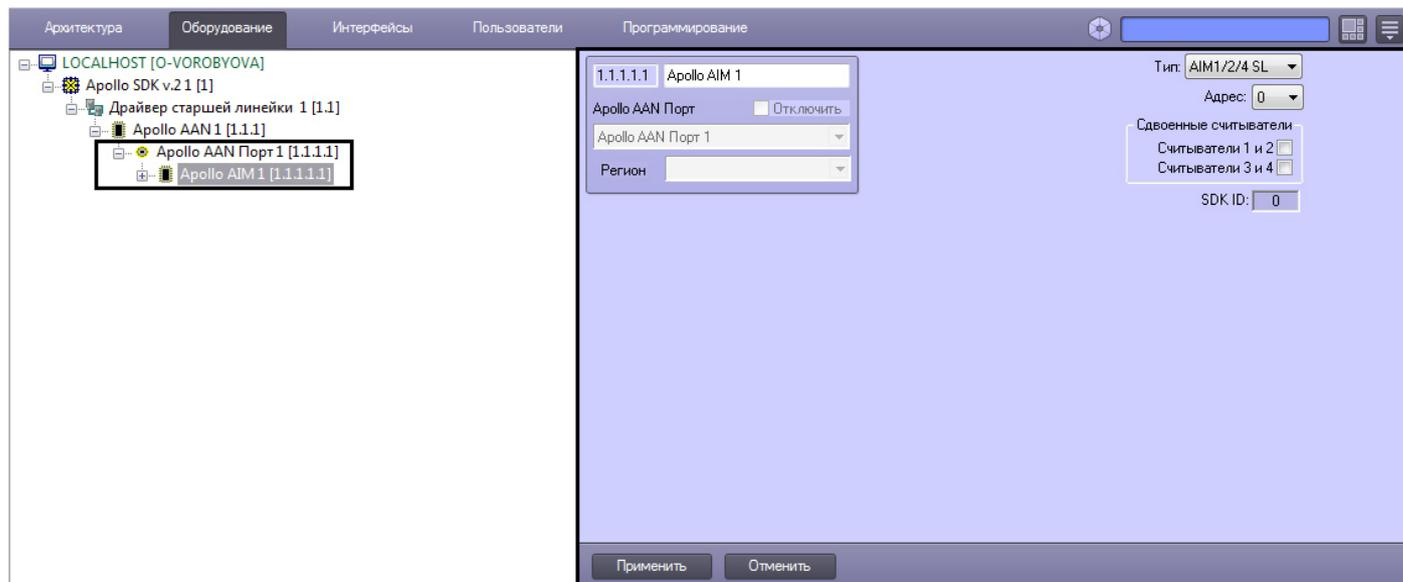 Архитектура Оборудование Интерфейсы Пользователи Программирование
LOCALHOST [O-VOROBYOVA]
Apollo SDK v.2 1 [1]
Драйвер старшей линейки 1 [1.1]
Apollo AAN 1 [1.1.1]
Apollo AAN Порт 1 [1.1.1.1]
Apollo AIM 1 [1.1.1.1.1]
1.1.1.1.1 Apollo AIM 1
Apollo AAN Порт Отключить
Apollo AAN Порт 1
Регион
Тип: AIM1/2/4 SL
Адрес: 0
Сдвоенные считыватели
Считыватели 1 и 2
Считыватели 3 и 4
SDK ID: 0
Применить Отменить